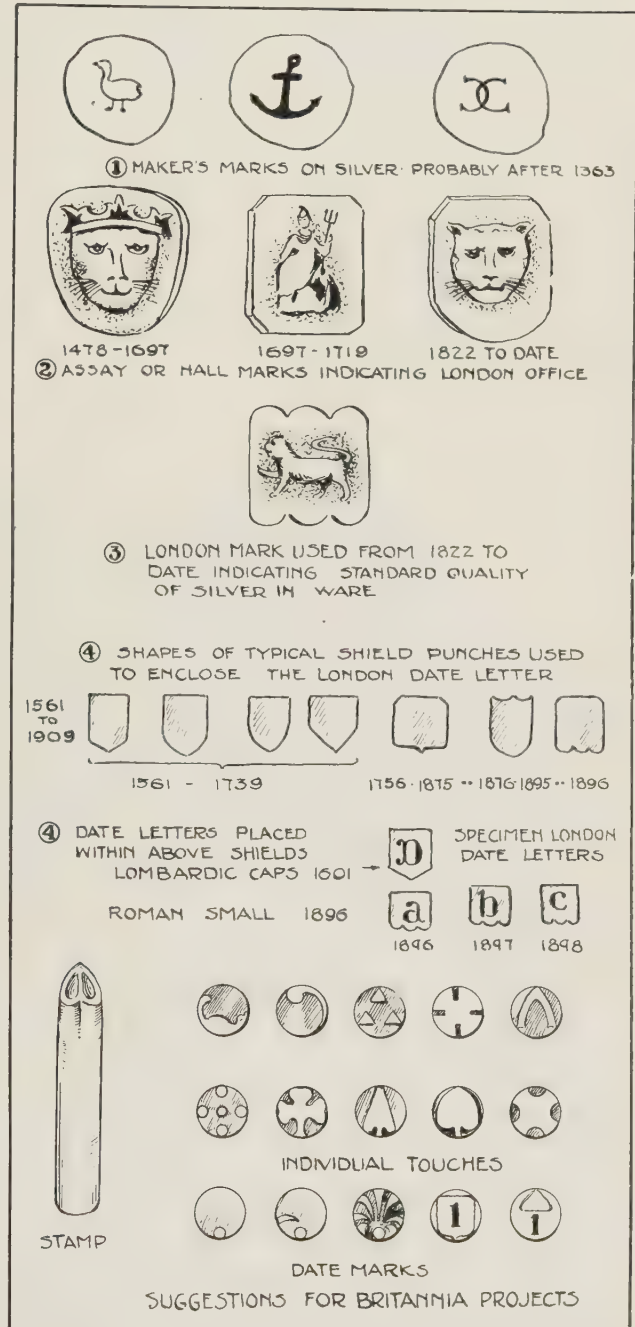 ① MAKER'S MARKS ON SILVER· PROBABLY AFTER 1363
1478-1697
1697-1719
1822 TO DATE
② ASSAY OR HALL MARKS INDICATING LONDON OFFICE
③ LONDON MARK USED FROM 1822 TO
DATE INDICATING STANDARD QUALITY
OF SILVER IN WARE
④ SHAPES OF TYPICAL SHIELD PUNCHES USED
TO ENCLOSE THE LONDON DATE LETTER
1561
TO
1909
1561 - 1739
1756·1875 ·· 1876·1895 ·· 1896
④ DATE LETTERS PLACED
WITHIN ABOVE SHIELDS
LOMBARDIC CAPS 1601
D
SPECIMEN LONDON
DATE LETTERS
ROMAN SMALL 1896
a b c
1896 1897 1898
INDIVIDUAL TOUCHES
1 1
STAMP
DATE MARKS
SUGGESTIONS FOR BRITANNIA PROJECTS